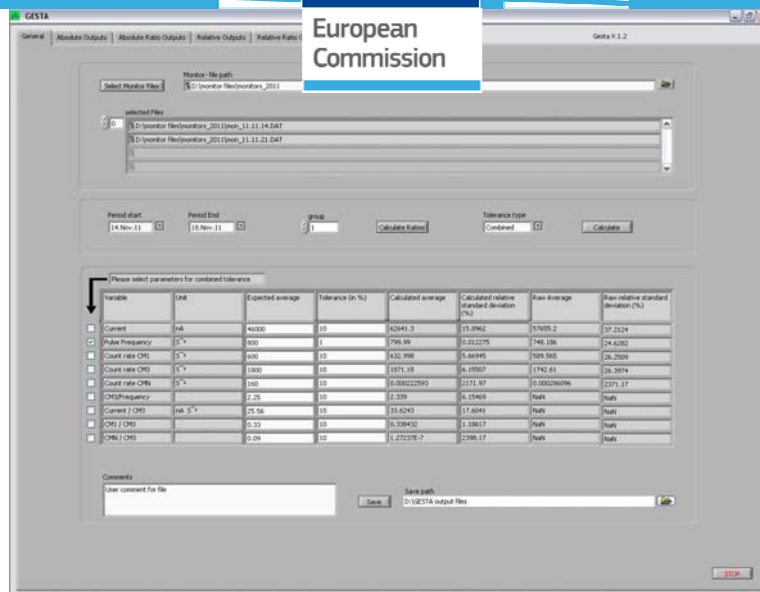 GESTA
European
Commission
General Absolute Outputs Absolute Ratio Outputs Relative Outputs Relative Ratio
Gesta V.1.2
Monitor- file path
Select Monitor Files D:\monitor files\monitors_2011
selected Files
0 D:\monitor files\monitors_2011\mon_11.11.14.DAT
D:\monitor files\monitors_2011\mon_11.11.21.DAT
Period start Period End group Tolerance type
14.Nov.11 18.Nov.11 1 Calculate Ratios Combined Calculate
Please select parameters for combined tolerance
Variable Unit Expected average Tolerance (in %) Calculated average Calculated relative standard deviation (%) Raw Average Raw relative standard deviation (%)
Current nA 46000 10 62641.3 15.8962 57655.2 37.2124
Pulse Frequency S^-1 800 1 799.99 0.012275 748.186 24.6282
Count rate CM1 S^-1 600 10 632.998 5.66945 589.565 26.2509
Count rate CM3 S^-1 1800 10 1871.18 6.15507 1742.61 26.3974
Count rate CMN S^-1 160 10 0.000222593 2171.97 0.000206096 2371.17
CM3/Frequency 2.25 10 2.339 6.15469 NaN NaN
Current / CM3 nA S^-1 25.56 10 33.6243 17.6041 NaN NaN
CM1 / CM3 0.33 10 0.338432 1.18617 NaN NaN
CMN / CM3 0.09 10 1.27237E-7 2398.17 NaN NaN
Comments
User comment for file
Save path
Save D:\GESTA output files
STOP